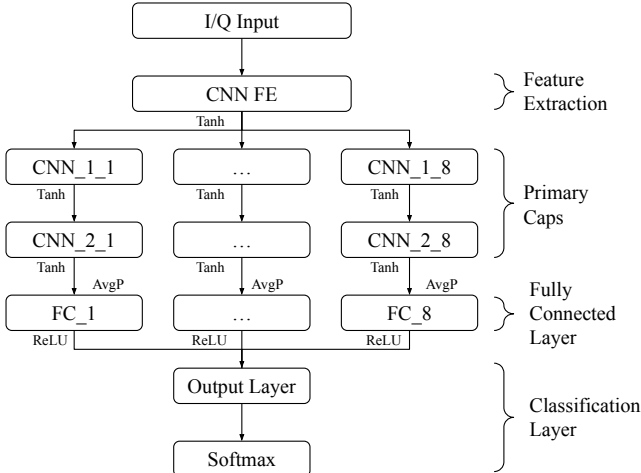 I/Q Input
CNN FE
Feature
Extraction
Tanh
CNN_1_1
…
CNN_1_8
Tanh
Tanh
Tanh
Primary
Caps
CNN_2_1
…
CNN_2_8
Tanh
Tanh
Tanh
AvgP
AvgP
AvgP
FC_1
…
FC_8
Fully
Connected
Layer
ReLU
ReLU
ReLU
Output Layer
Classification
Layer
Softmax